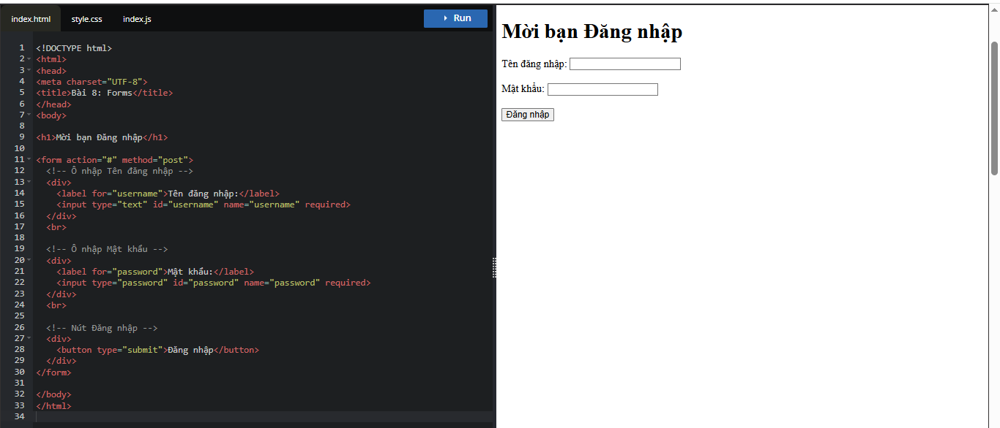 index.html style.css index.js Run
1 <!DOCTYPE html>
2 <html>
3 <head>
4 <meta charset="UTF-8">
5 <title>Bài 8: Forms</title>
6 </head>
7 <body>
8
9 <h1>Mời bạn Đăng nhập</h1>
10
11 <form action="#" method="post">
12 <!-- Ô nhập Tên đăng nhập -->
13 <div>
14 <label for="username">Tên đăng nhập:</label>
15 <input type="text" id="username" name="username" required>
16 </div>
17 <br>
18
19 <!-- Ô nhập Mật khẩu -->
20 <div>
21 <label for="password">Mật khẩu:</label>
22 <input type="password" id="password" name="password" required>
23 </div>
24 <br>
25
26 <!-- Nút Đăng nhập -->
27 <div>
28 <button type="submit">Đăng nhập</button>
29 </div>
30 </form>
31
32 </body>
33 </html>
34
Mời bạn Đăng nhập
Tên đăng nhập:
Mật khẩu:
Đăng nhập